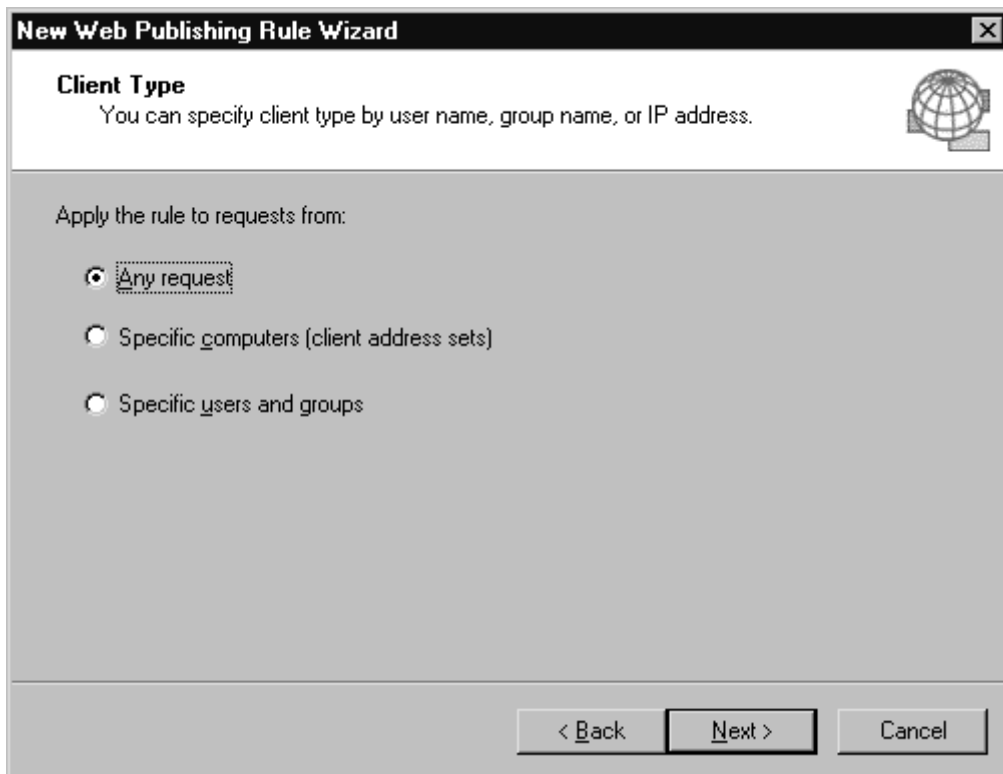 New Web Publishing Rule Wizard
Client Type
You can specify client type by user name, group name, or IP address.
Apply the rule to requests from:
Any request
Specific computers (client address sets)
Specific users and groups
< Back Next > Cancel